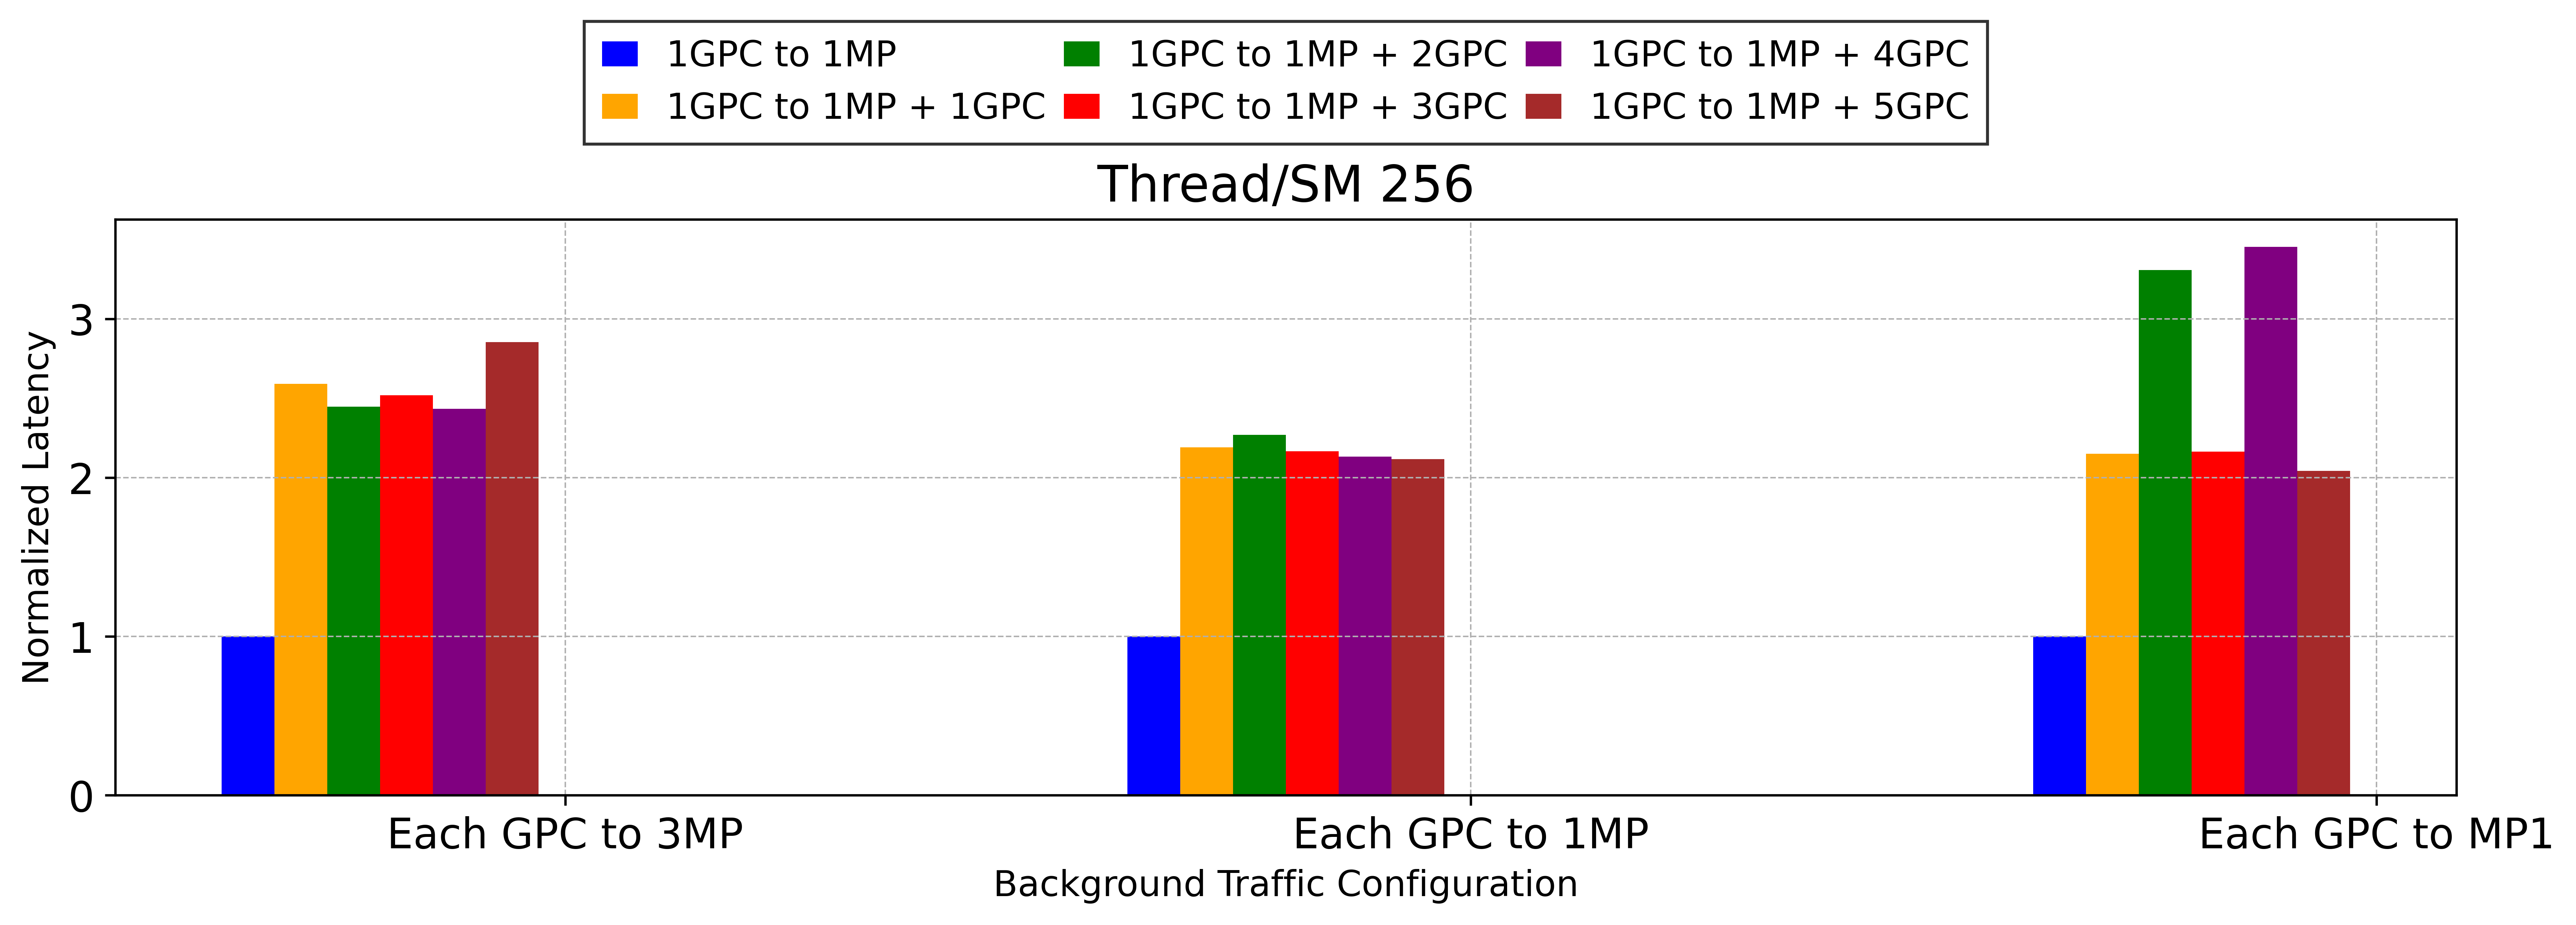 1GPC to 1MP
1GPC to 1MP + 1GPC
1GPC to 1MP + 2GPC
1GPC to 1MP + 3GPC
1GPC to 1MP + 4GPC
1GPC to 1MP + 5GPC
Thread/SM 256
Normalized Latency
3
2
1
0
Each GPC to 3MP
Each GPC to 1MP
Each GPC to MP1
Background Traffic Configuration